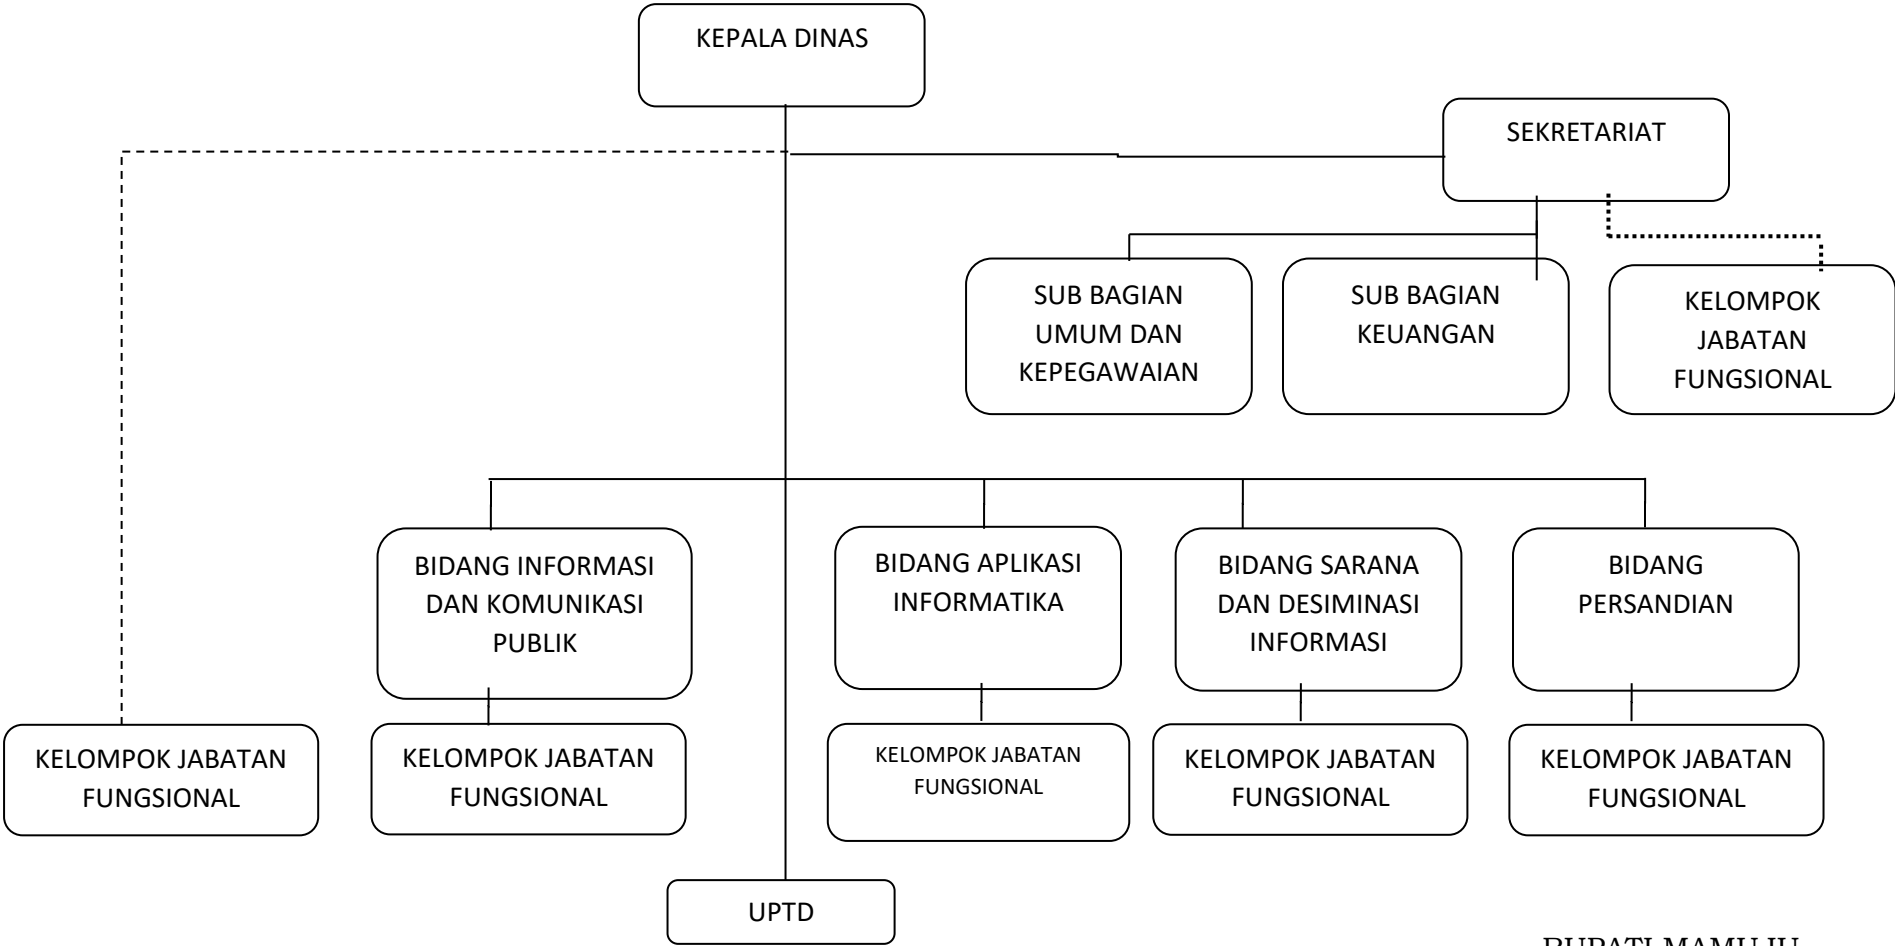 KEPALA DINAS
SEKRETARIAT
SUB BAGIAN
UMUM DAN
KEPEGAWAIAN
SUB BAGIAN
KEUANGAN
KELOMPOK
JABATAN
FUNGSIONAL
BIDANG INFORMASI
DAN KOMUNIKASI
PUBLIK
BIDANG APLIKASI
INFORMATIKA
BIDANG SARANA
DAN DESIMINASI
INFORMASI
BIDANG
PERSANDIAN
KELOMPOK JABATAN
FUNGSIONAL
KELOMPOK JABATAN
FUNGSIONAL
KELOMPOK JABATAN
FUNGSIONAL
KELOMPOK JABATAN
FUNGSIONAL
KELOMPOK JABATAN
FUNGSIONAL
UPTD
BUPATI MAMUJU